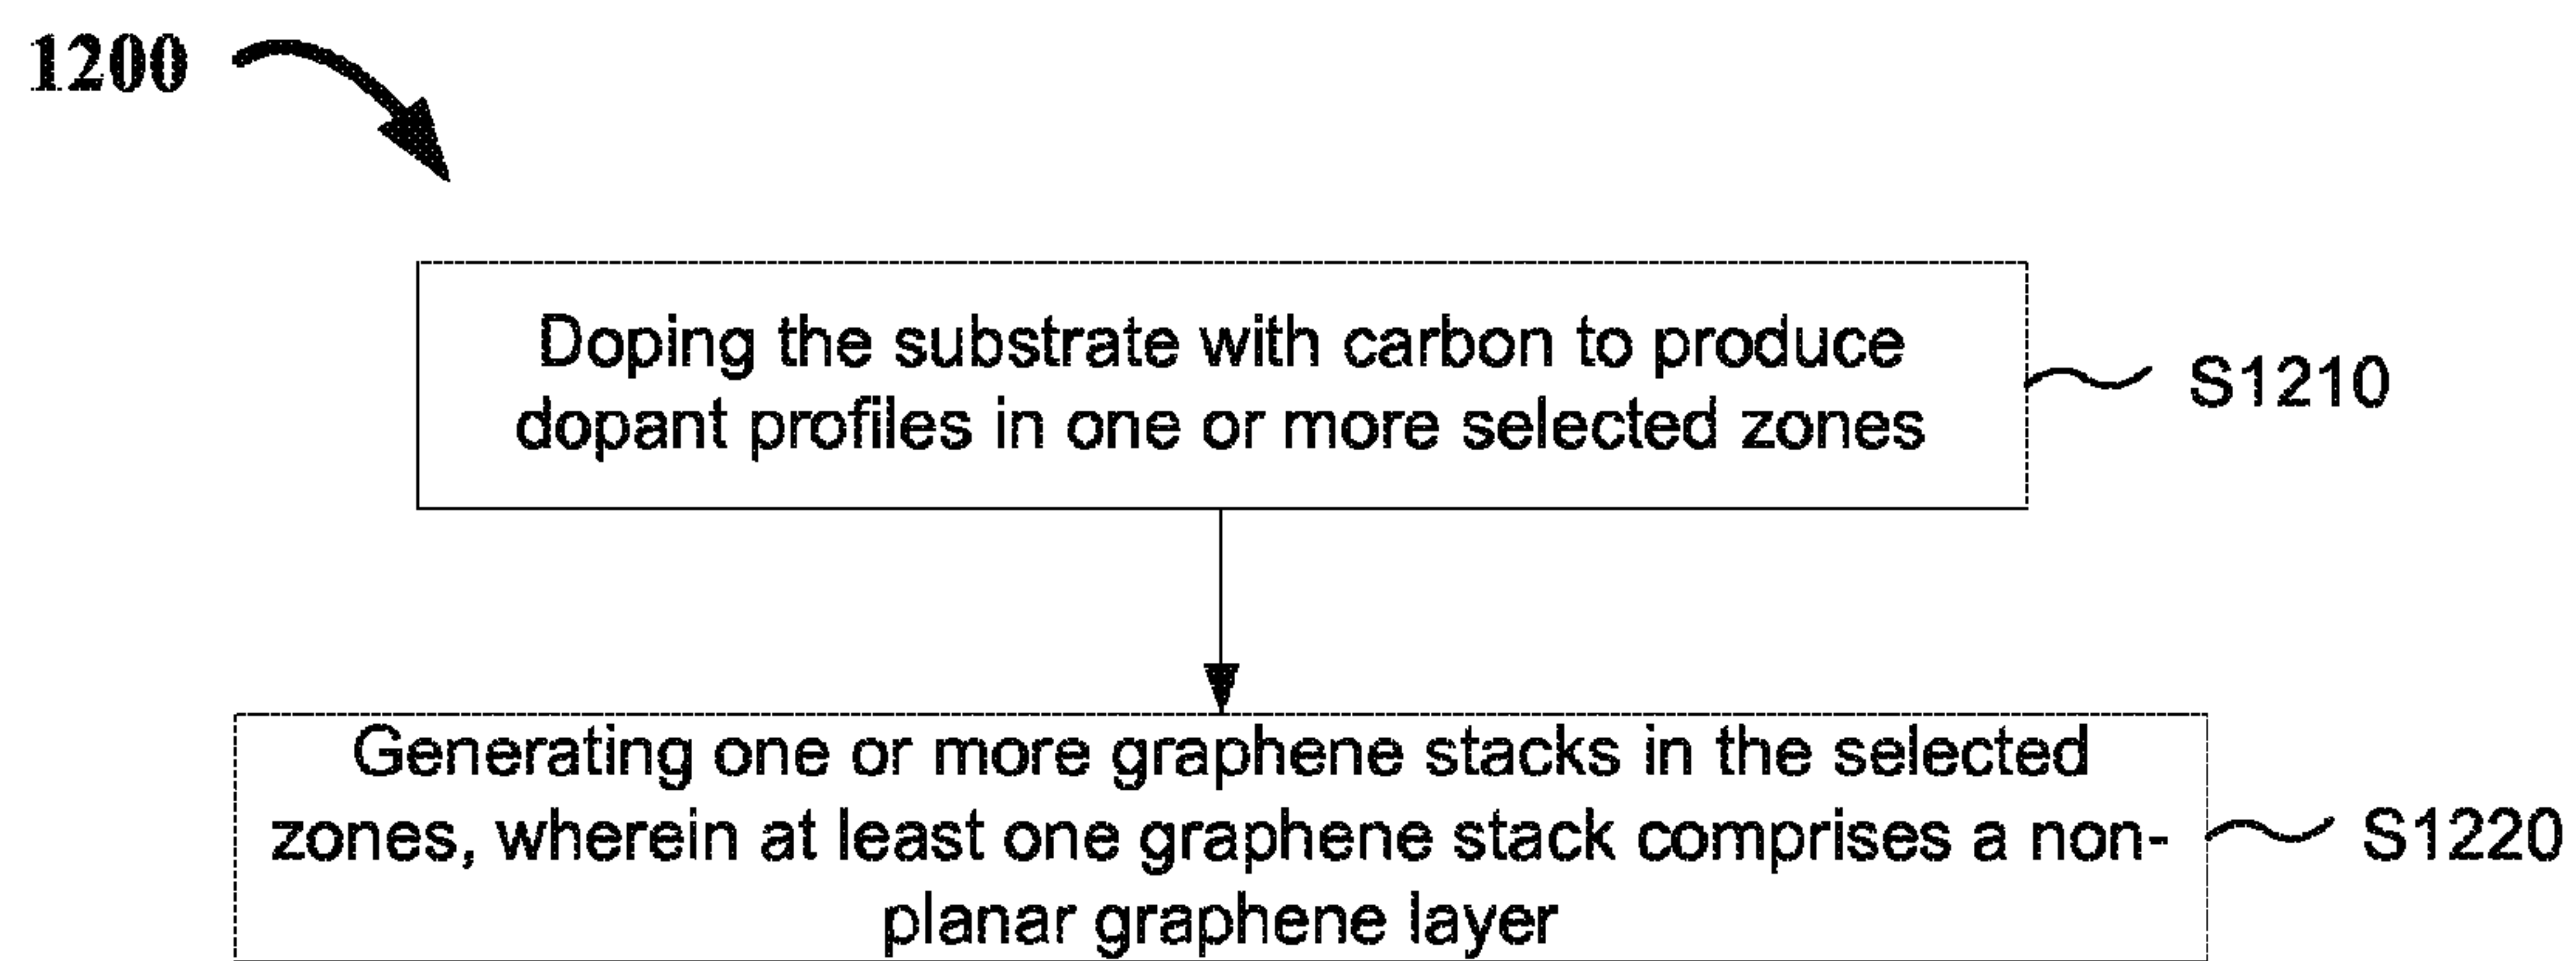 1200
Doping the substrate with carbon to produce
dopant profiles in one or more selected zones
S1210
Generating one or more graphene stacks in the selected
zones, wherein at least one graphene stack comprises a non-
planar graphene layer
S1220